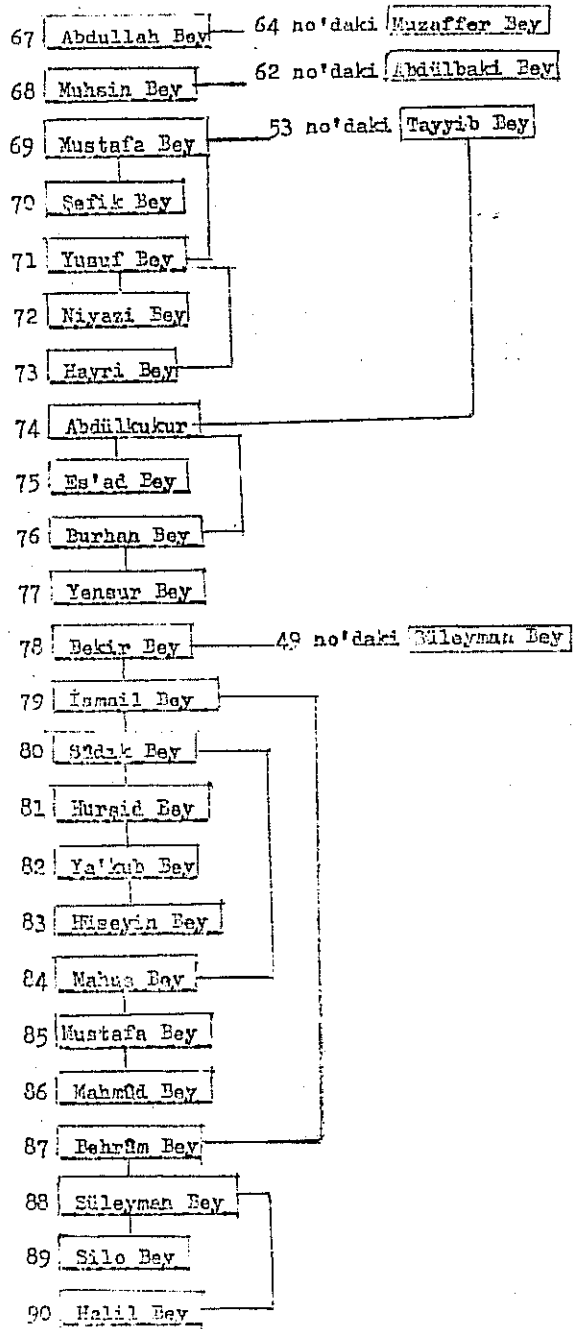 67 Abdullah Bey 64 no'daki Muzaffer Bey
68 Muhsin Bey 62 no'daki Abdülbaki Bey
69 Mustafa Bey 53 no'daki Tayyib Bey
70 Şefik Bey
71 Yusuf Bey
72 Niyazi Bey
73 Hayri Bey
74 Abdülkukur
75 Es'ad Bey
76 Burhan Bey
77 Yensur Bey
78 Bekir Bey 49 no'daki Süleyman Bey
79 İsmail Bey
80 Sâdık Bey
81 Hurşid Bey
82 Ya'kub Bey
83 Hüseyin Bey
84 Bey
85 Mustafa Bey
86 Mahmûd Bey
87 Behrâm Bey
88 Süleyman Bey
89 Silo Bey
90 Halil Bey